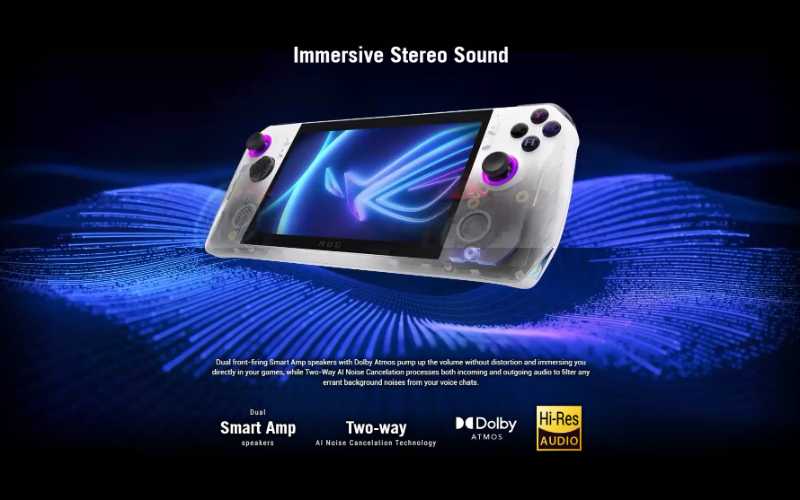 Immersive Stereo Sound
ROG
Dual front-firing Smart Amp speakers with Dolby Atmos pump up the volume without distortion and immersing you
directly in your games, while Two-Way AI Noise Cancelation processes both incoming and outgoing audio to filter any
errant background noises from your voice chats.
Dual
Smart Amp
speakers
Two-way
AI Noise Cancelation Technology
Dolby
ATMOS
Hi-Res
AUDIO